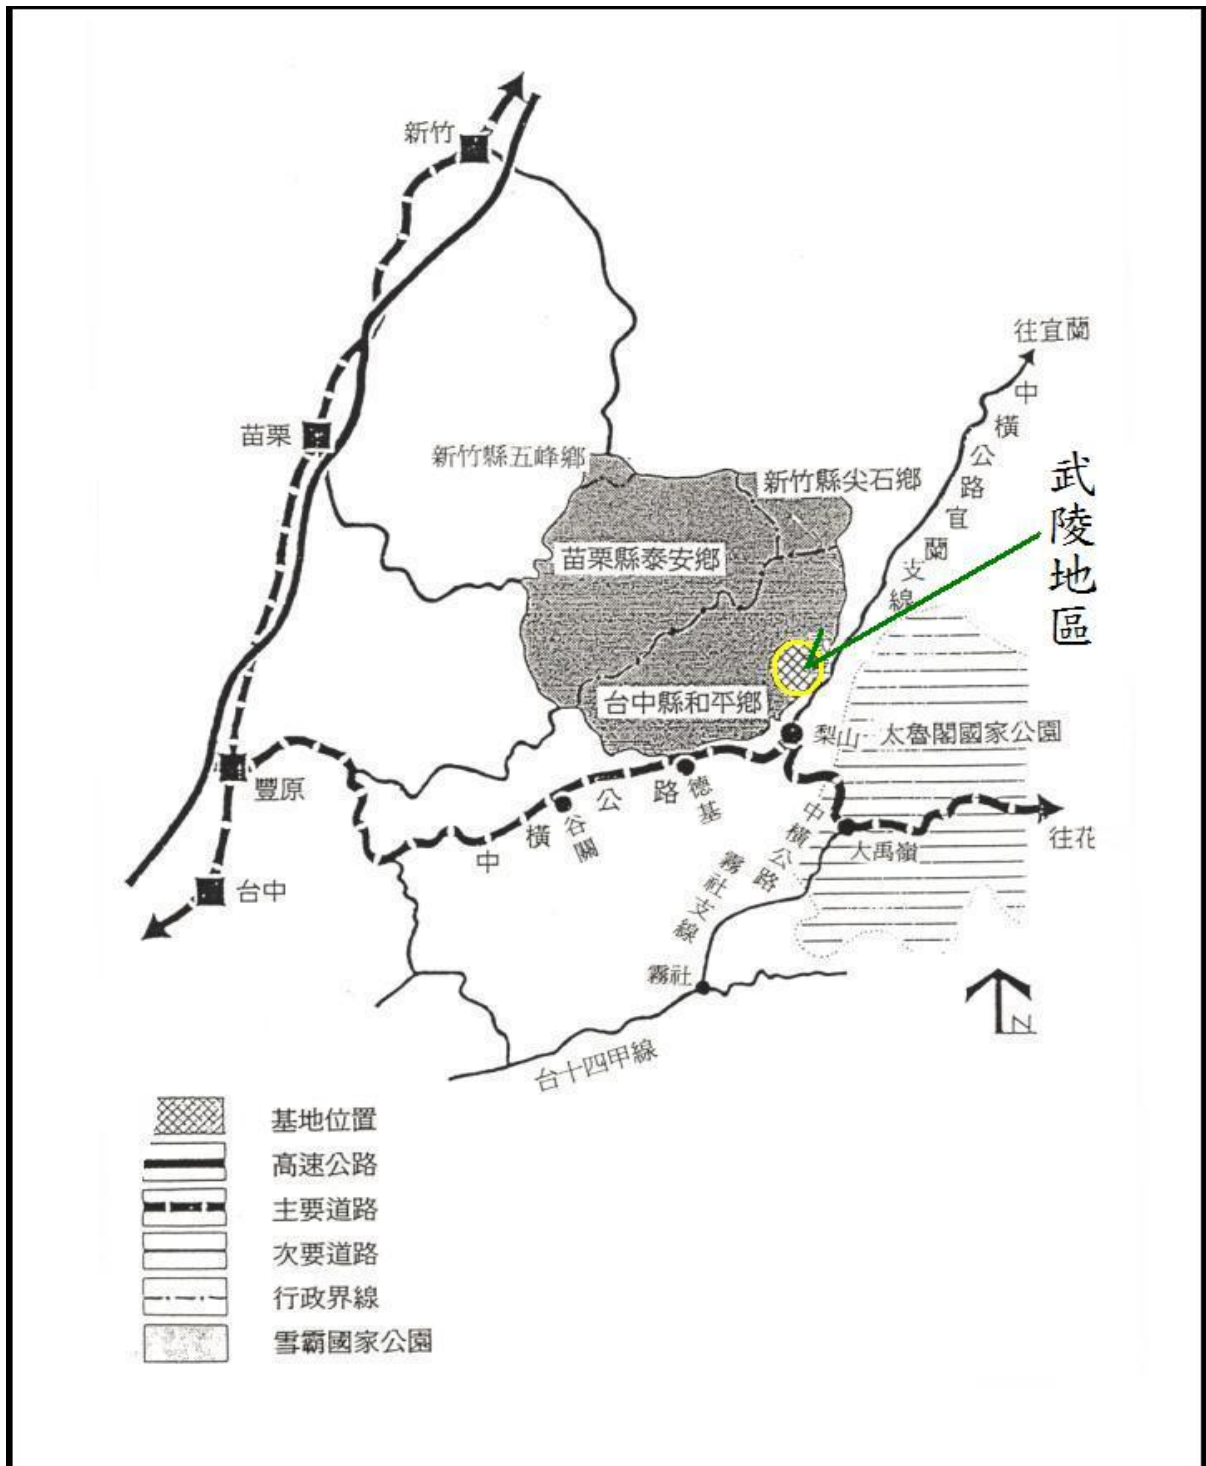 新竹
往宜蘭
中橫公路宜蘭支線
苗栗
新竹縣五峰鄉
新竹縣尖石鄉
武陵地區
苗栗縣泰安鄉
台中縣和平鄉
梨山
太魯閣國家公園
豐原
中橫公路
德基
谷關
中橫公路
霧社支線
大禹嶺
往花
台中
霧社
N
台十四甲線
基地位置
高速公路
主要道路
次要道路
行政界線
雪霸國家公園